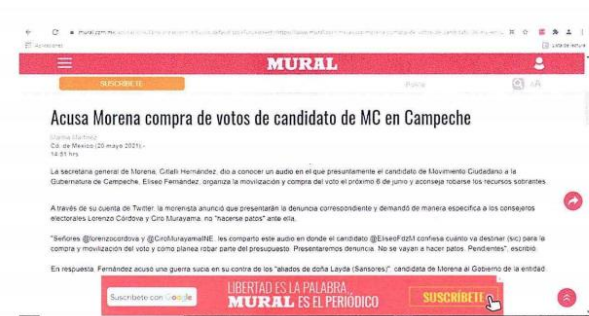 Lista de lectura
MURAL
SUSCRÍBETE
Acusa Morena compra de votos de candidato de MC en Campeche
Martínez
Cd. de México (20 mayo 2021).-
14:51 hrs
La secretaria general de Morena, Citlalli Hernández, dio a conocer un audio en el que presuntamente el candidato de Movimiento Ciudadano a la
Gubernatura de Campeche, Eliseo Fernández, organiza la movilización y compra del voto el próximo 6 de junio y aconseja robarse los recursos sobrantes.
A través de su cuenta de Twitter, la morenista anunció que presentarán la denuncia correspondiente y demandó de manera específica a los consejeros
electorales Lorenzo Córdova y Ciro Murayama, no "hacerse patos" ante ella.
"Señores @lorenzocordova y @CiroMurayamaINE, les comparto este audio en donde el candidato @EliseoFdzM confiesa cuánto va destiner (sic) para la
compra y movilización del voto y cómo planea robar parte del presupuesto. Presentaremos denuncia. No se vayan a hacer patos. Pendientes", escribió.
En respuesta, Fernández acusó una guerra sucia en su contra de los "aliados de doña Layda (Sansores)", candidata de Morena al Gobierno de la entidad.
Suscríbete con Google
LIBERTAD ES LA PALABRA...
MURAL ES EL PERIÓDICO
SUSCRÍBETE